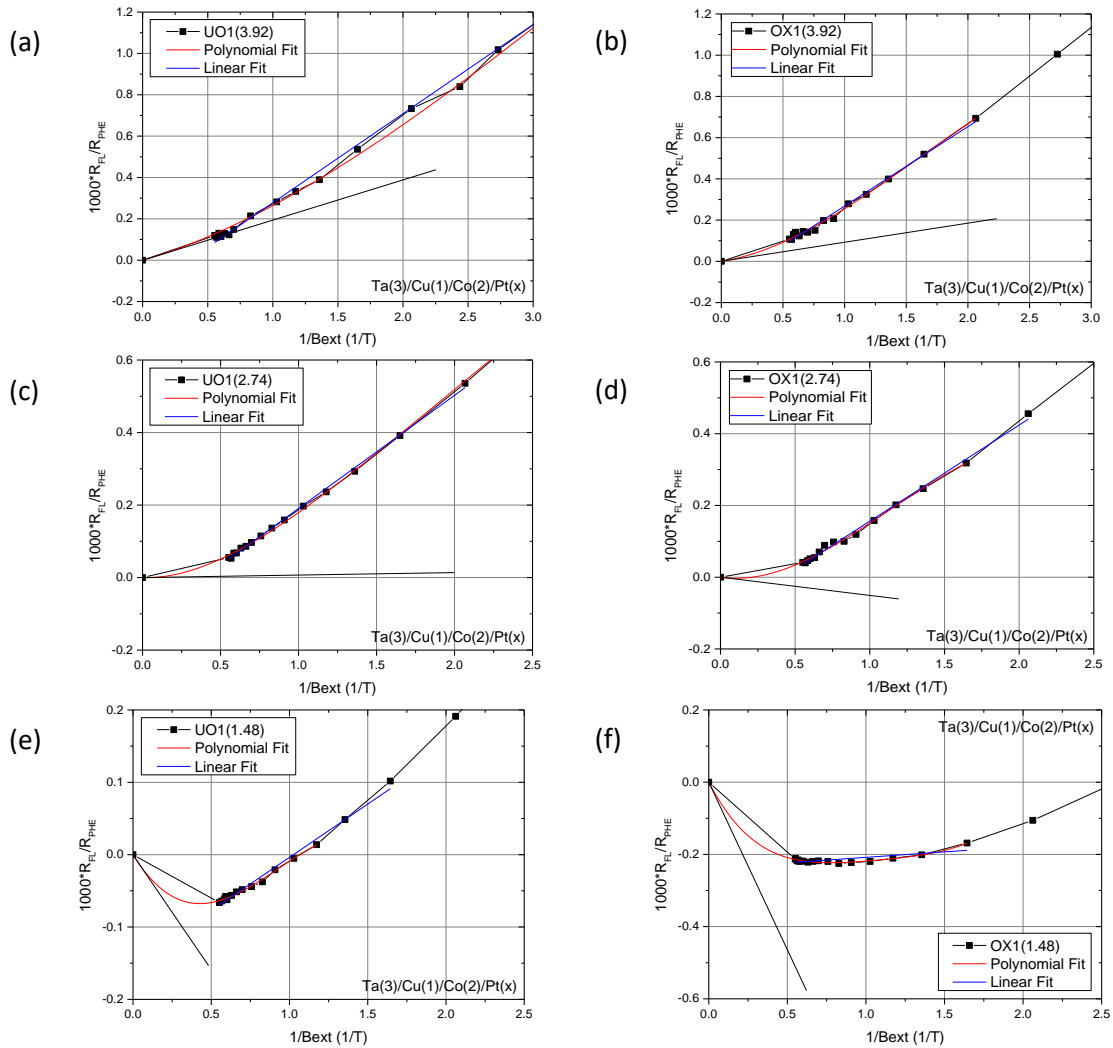 (a)
UO1(3.92)
Polynomial Fit
Linear Fit
1.2
1.0
0.8
0.6
0.4
0.2
0.0
-0.2
1000*R_FL/R_PHE
Ta(3)/Cu(1)/Co(2)/Pt(x)
0.0 0.5 1.0 1.5 2.0 2.5 3.0
1/Bext (1/T)
(b)
OX1(3.92)
Polynomial Fit
Linear Fit
1.2
1.0
0.8
0.6
0.4
0.2
0.0
-0.2
1000*R_FL/R_PHE
Ta(3)/Cu(1)/Co(2)/Pt(x)
0.0 0.5 1.0 1.5 2.0 2.5 3.0
1/Bext (1/T)
(c)
UO1(2.74)
Polynomial Fit
Linear Fit
0.6
0.4
0.2
0.0
-0.2
1000*R_FL/R_PHE
Ta(3)/Cu(1)/Co(2)/Pt(x)
0.0 0.5 1.0 1.5 2.0 2.5
1/Bext (1/T)
(d)
OX1(2.74)
Polynomial Fit
Linear Fit
0.6
0.4
0.2
0.0
-0.2
1000*R_FL/R_PHE
Ta(3)/Cu(1)/Co(2)/Pt(x)
0.0 0.5 1.0 1.5 2.0 2.5
1/Bext (1/T)
(e)
UO1(1.48)
Polynomial Fit
Linear Fit
0.2
0.1
0.0
-0.1
-0.2
1000*R_FL/R_PHE
Ta(3)/Cu(1)/Co(2)/Pt(x)
0.0 0.5 1.0 1.5 2.0 2.5
1/Bext (1/T)
(f)
Ta(3)/Cu(1)/Co(2)/Pt(x)
0.2
0.0
-0.2
-0.4
-0.6
1000*R_FL/R_PHE
OX1(1.48)
Polynomial Fit
Linear Fit
0.0 0.5 1.0 1.5 2.0 2.5
1/Bext (1/T)